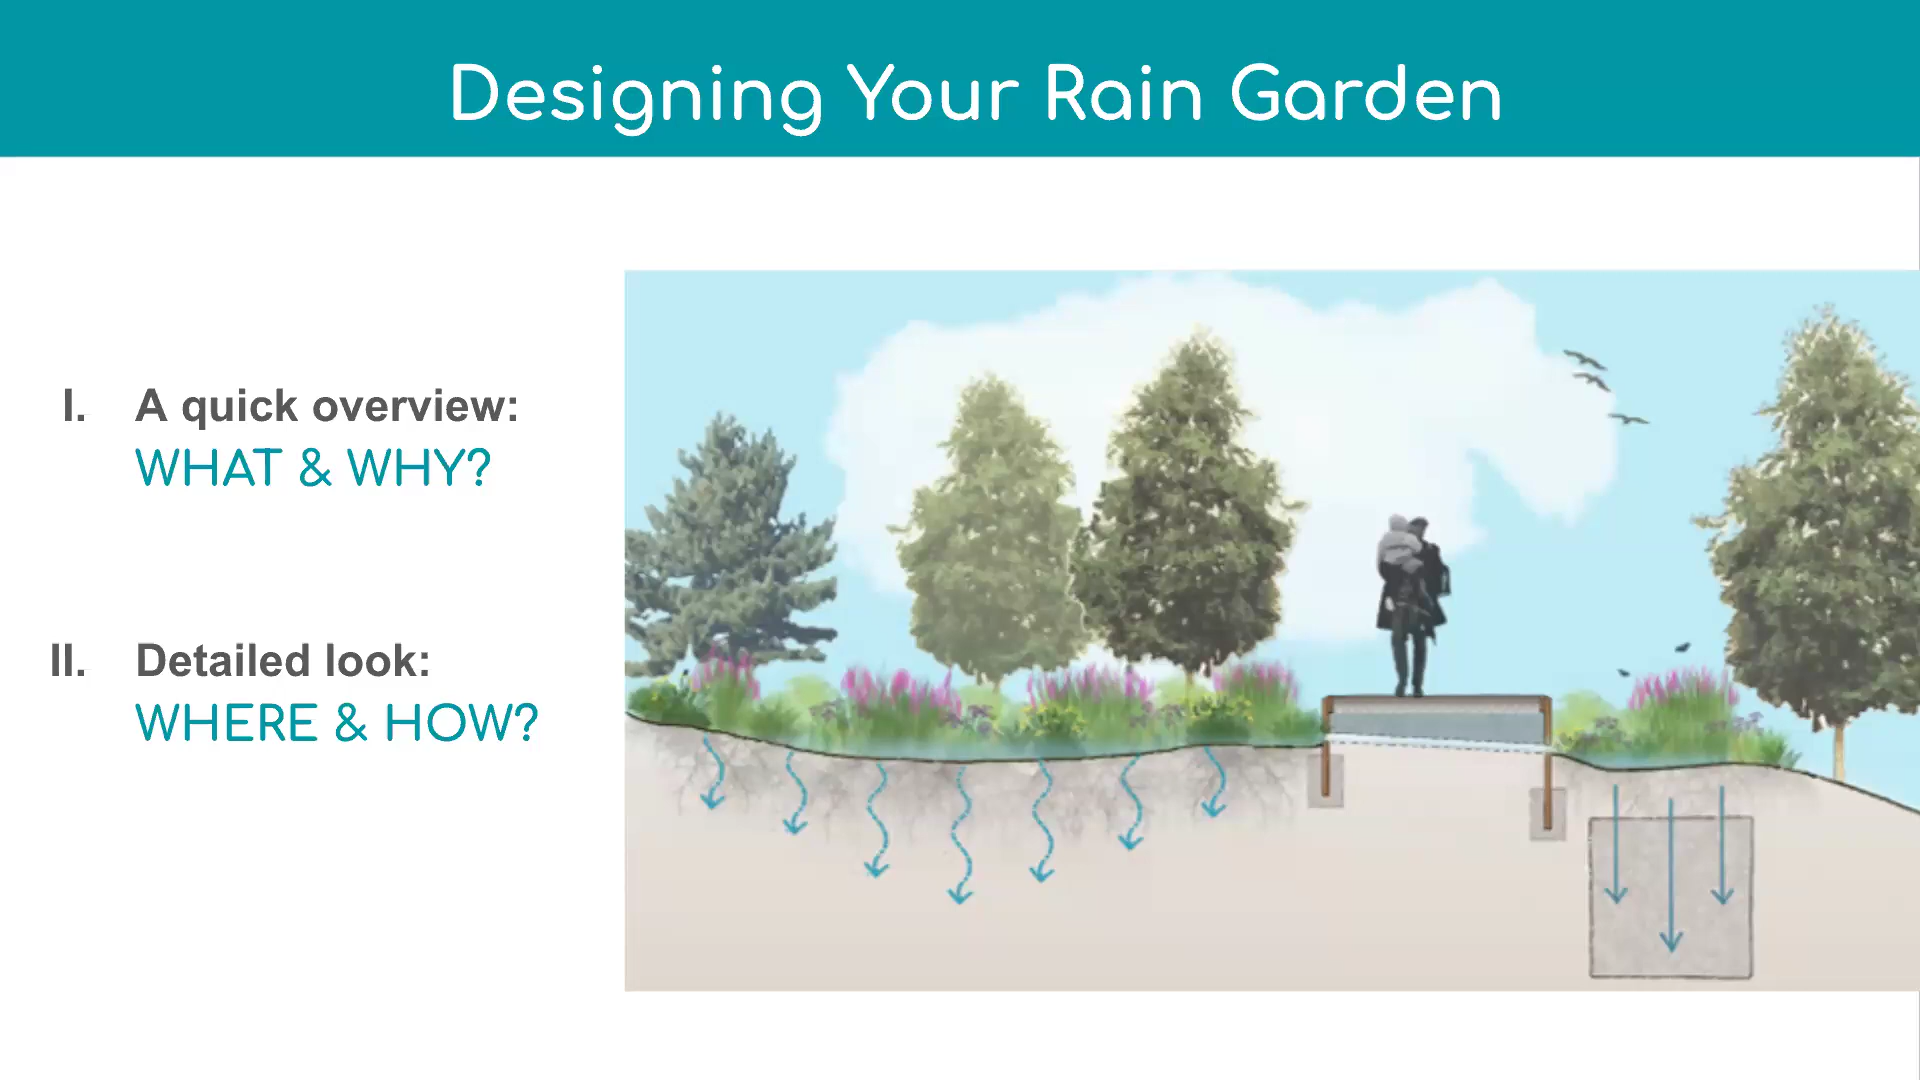 Designing Your Rain Garden
I. A quick overview:
WHAT & WHY?
II. Detailed look:
WHERE & HOW?